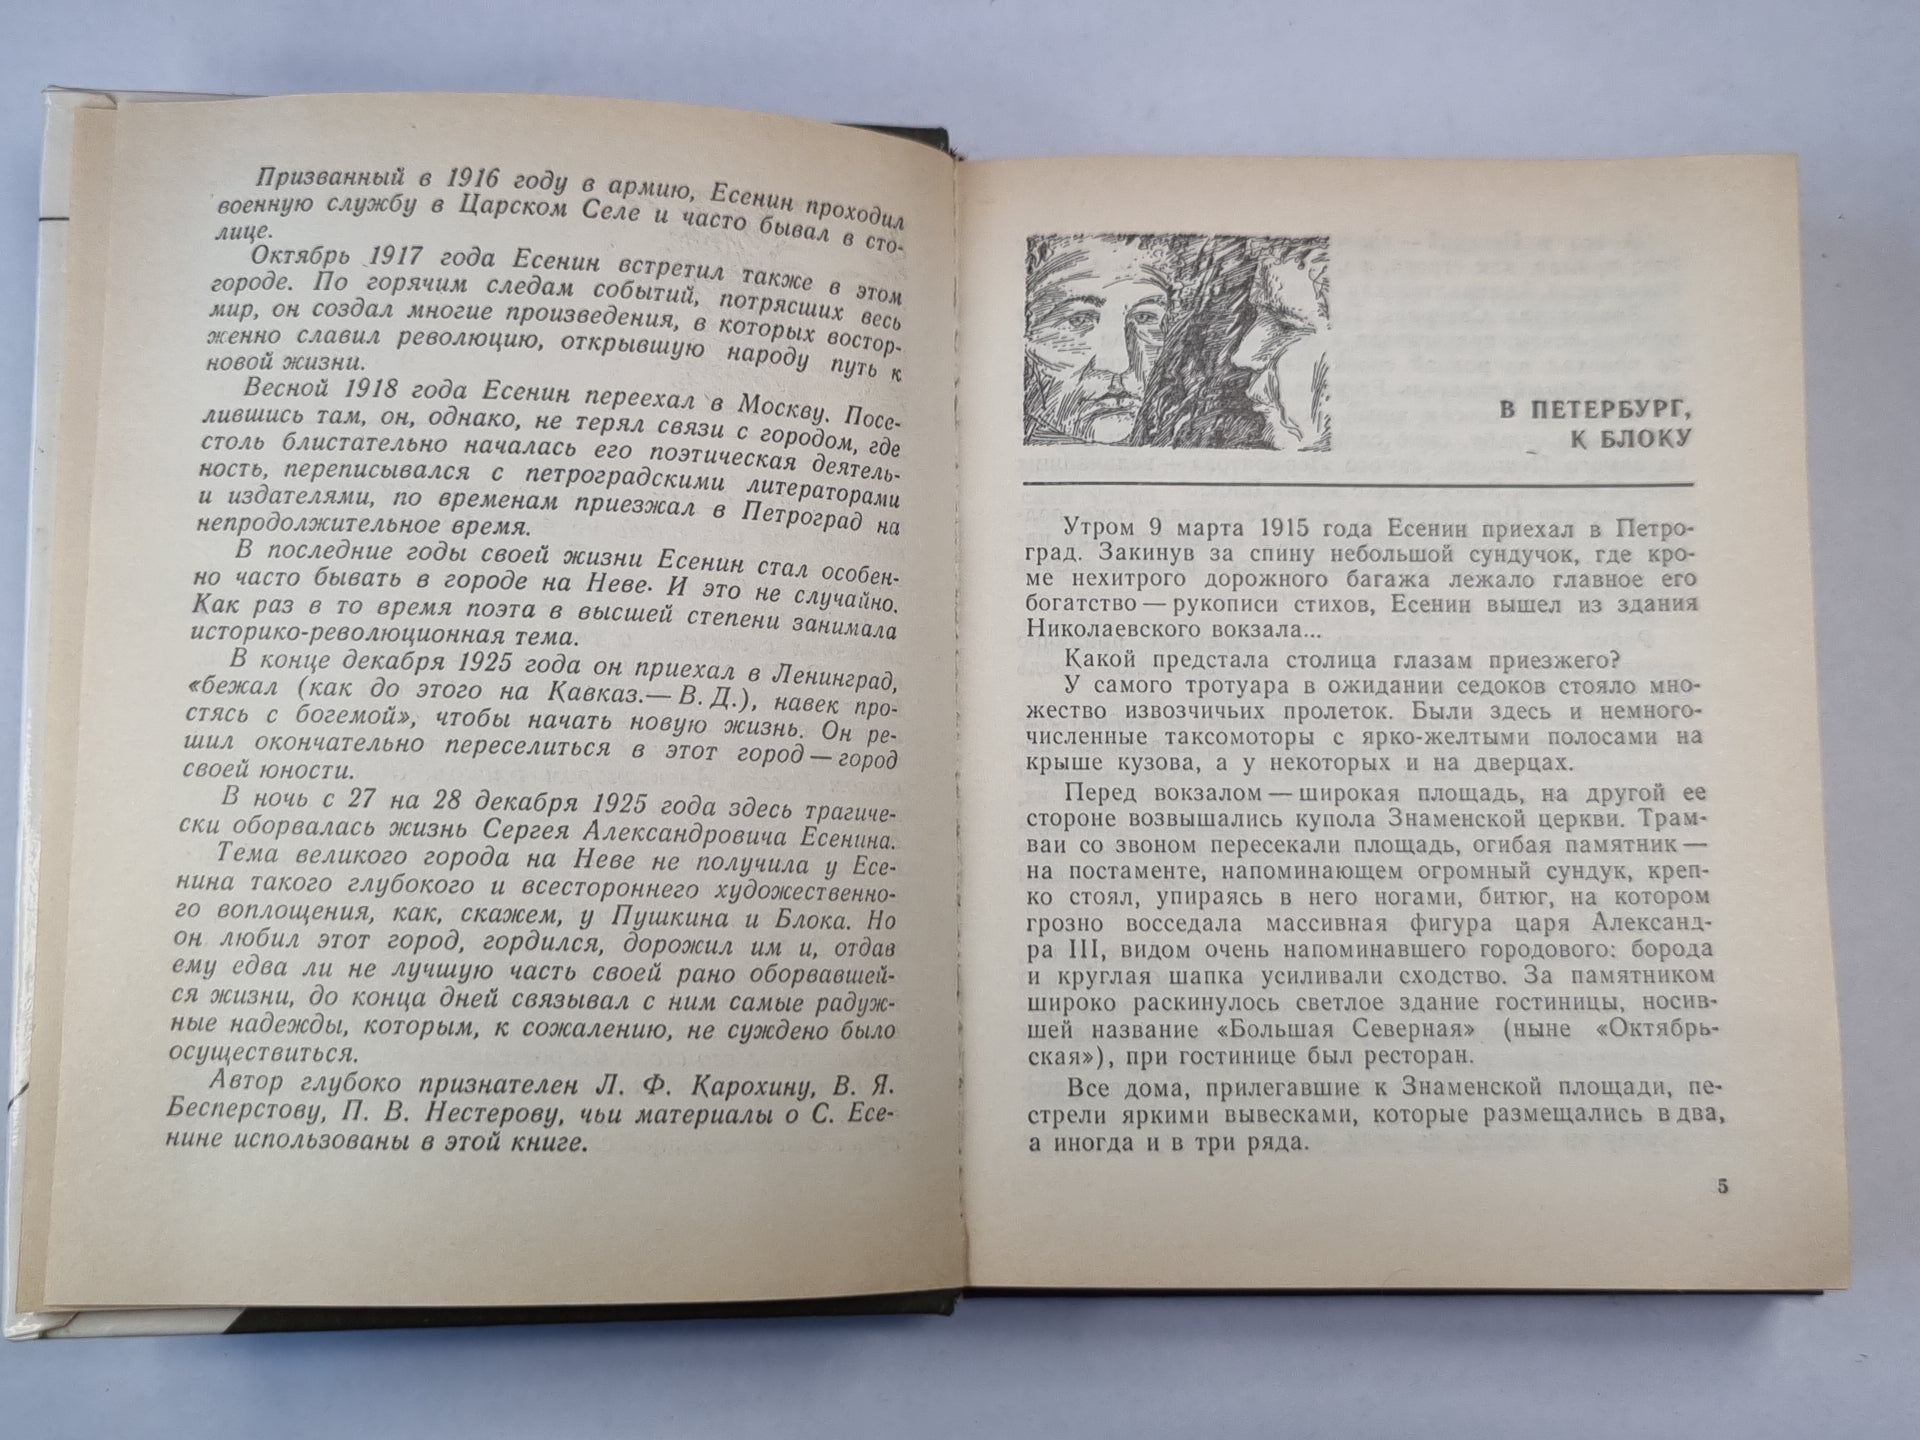 Призванный в 1916 году в армию, Есенин проходил
военную службу в Царском Селе и часто бывал в сто-
лице.
Октябрь 1917 года Есенин встретил также в этом
городе. По горячим следам событий, потрясших весь
мир, он создал многие произведения, в которых востор-
женно славил революцию, открывшую народу путь к
новой жизни.
Весной 1918 года Есенин переехал в Москву. Посе-
лившись там, он, однако, не терял связи с городом, где
столь блистательно началась его поэтическая деятель-
ность, переписывался с петроградскими литераторами
и издателями, по временам приезжал в Петроград на
непродолжительное время.
В последние годы своей жизни Есенин стал особен-
но часто бывать в городе на Неве. И это не случайно.
Как раз в то время поэта в высшей степени занимала
историко-революционная тема.
В конце декабря 1925 года он приехал в Ленинград,
«бежал (как до этого на Кавказ.— В. Д.), навек про-
стясь с богемой», чтобы начать новую жизнь. Он ре-
шил окончательно переселиться в этот город — город
своей юности.
В ночь с 27 на 28 декабря 1925 года здесь трагиче-
ски оборвалась жизнь Сергея Александровича Есенина.
Тема великого города на Неве не получила у Есе-
нина такого глубокого и всестороннего художественно-
го воплощения, как, скажем, у Пушкина и Блока. Но
он любил этот город, гордился, дорожил им и, отдав
ему едва ли не лучшую часть своей рано оборвавшей-
ся жизни, до конца дней связывал с ним самые радуж-
ные надежды, которым, к сожалению, не суждено было
осуществиться.
Автор глубоко признателен Л. Ф. Карохину, В. Я.
Бесперстову, П. В. Нестерову, чьи материалы о С. Есе-
нине использованы в этой книге.
В ПЕТЕРБУРГ,
К БЛОКУ
Утром 9 марта 1915 года Есенин приехал в Петро-
град. Закинув за спину небольшой сундучок, где кро-
ме нехитрого дорожного багажа лежало главное его
богатство — рукописи стихов, Есенин вышел из здания
Николаевского вокзала...
Какой предстала столица глазам приезжего?
У самого тротуара в ожидании седоков стояло мно-
жество извозчичьих пролеток. Были здесь и немного-
численные таксомоторы с ярко-желтыми полосами на
крыше кузова, а у некоторых и на дверцах.
Перед вокзалом — широкая площадь, на другой ее
стороне возвышались купола Знаменской церкви. Трам-
ваи со звоном пересекали площадь, огибая памятник —
на постаменте, напоминающем огромный сундук, креп-
ко стоял, упираясь в него ногами, битюг, на котором
грозно восседала массивная фигура царя Александ-
ра III, видом очень напоминавшего городового: борода
и круглая шапка усиливали сходство. За памятником
широко раскинулось светлое здание гостиницы, носив-
шей название «Большая Северная» (ныне «Октябрь-
ская»), при гостинице был ресторан.
Все дома, прилегавшие к Знаменской площади, пе-
стрели яркими вывесками, которые размещались в два,
а иногда и в три ряда.
5